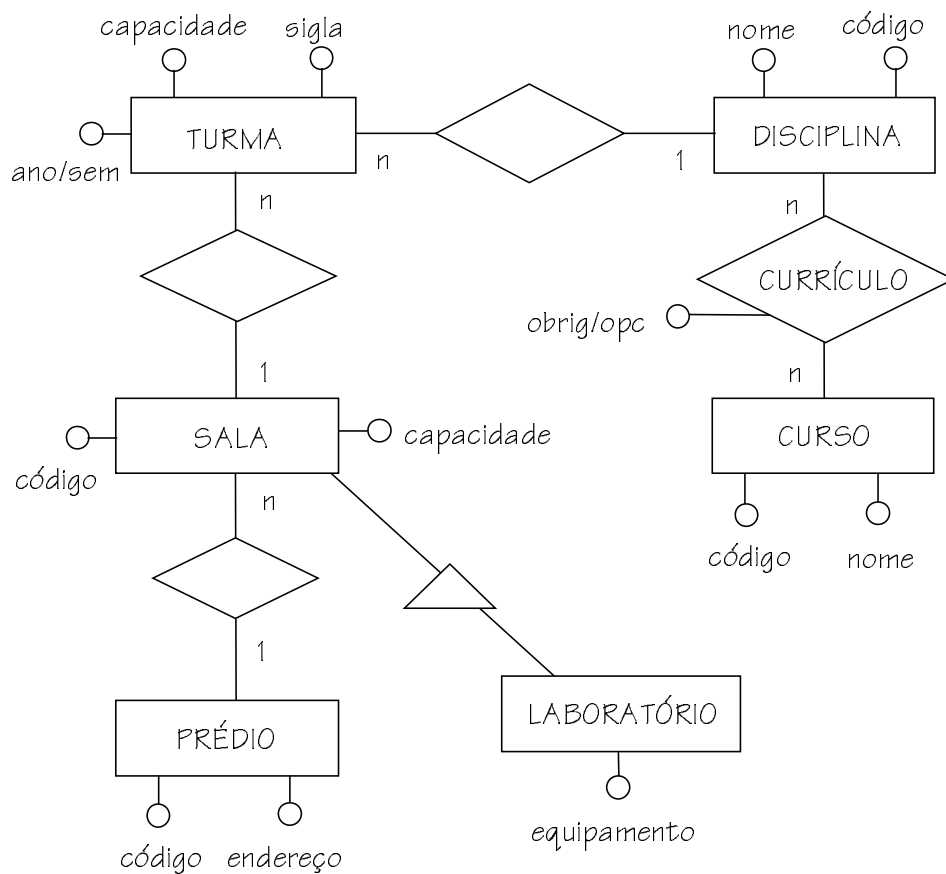 capacidade
sigla
nome
código
TURMA
DISCIPLINA
ano/sem
n
1
n
n
CURRÍCULO
obrig/opc
1
n
SALA
capacidade
CURSO
código
n
código
nome
1
LABORATÓRIO
PRÉDIO
equipamento
código
endereço